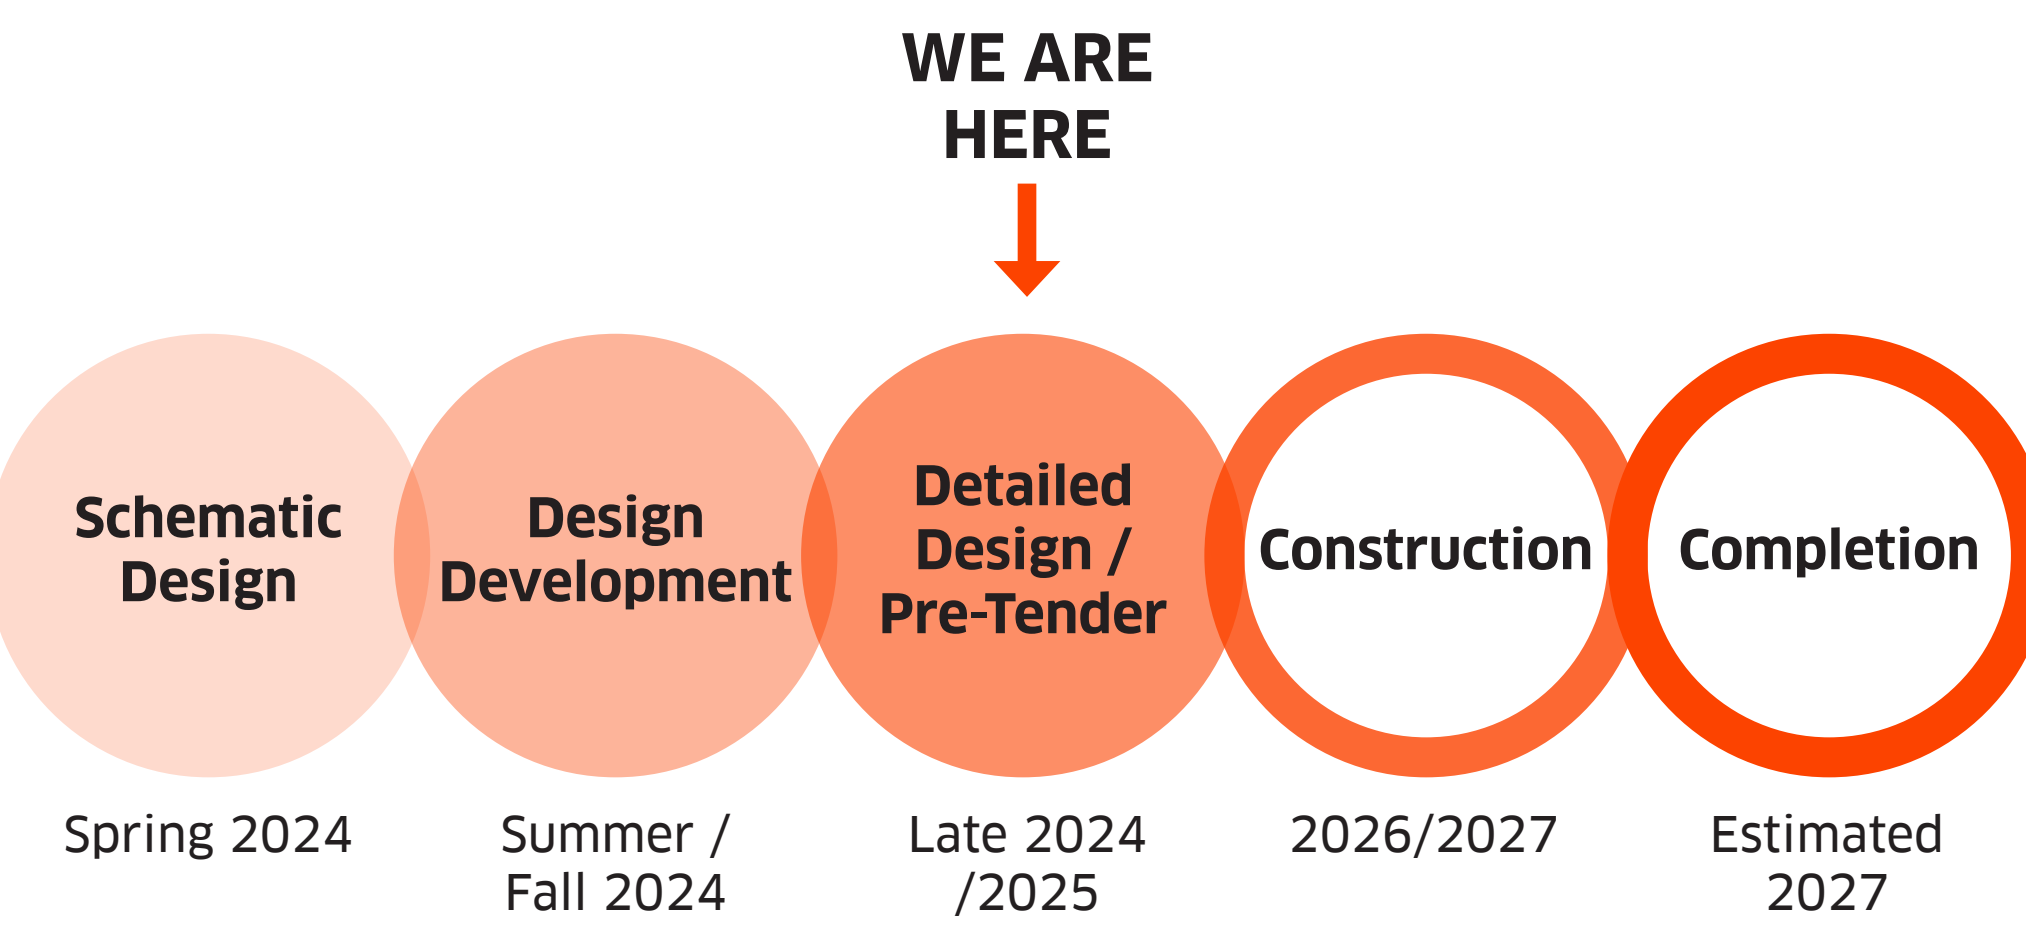 WE ARE
HERE
Schematic
Design
Design
Development
Detailed
Design /
Pre-Tender
Construction
Completion
Spring 2024
Summer /
Fall 2024
Late 2024
/2025
2026/2027
Estimated
2027